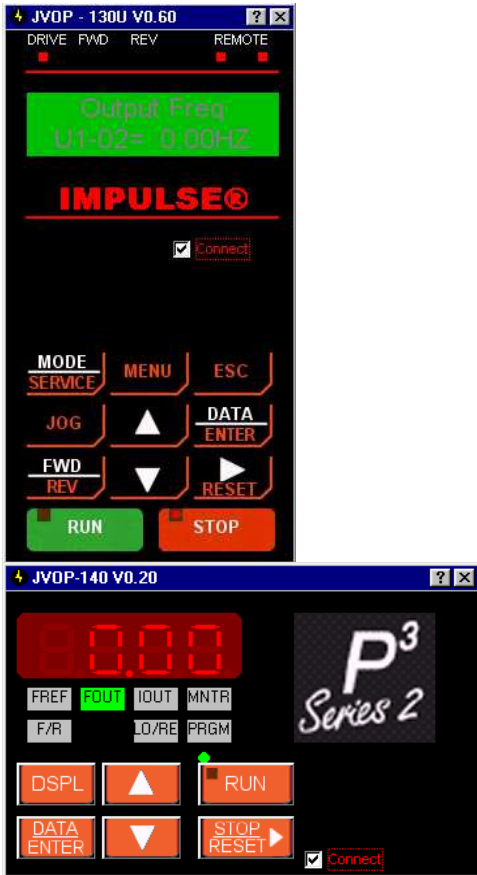 JVOP - 130U V0.60
DRIVE FWD REV REMOTE
Output Freq
U1-02= 0.00HZ
IMPULSE®
Connect
MODE MENU ESC
SERVICE
JOG DATA
ENTER
FWD
REV RESET
RUN STOP
JVOP-140 V0.20
0.00
P3
Series 2
FREF FOUT IOUT MNTR
F/R LO/RE PRGM
DSPL RUN
DATA STOP
ENTER RESET
Connect